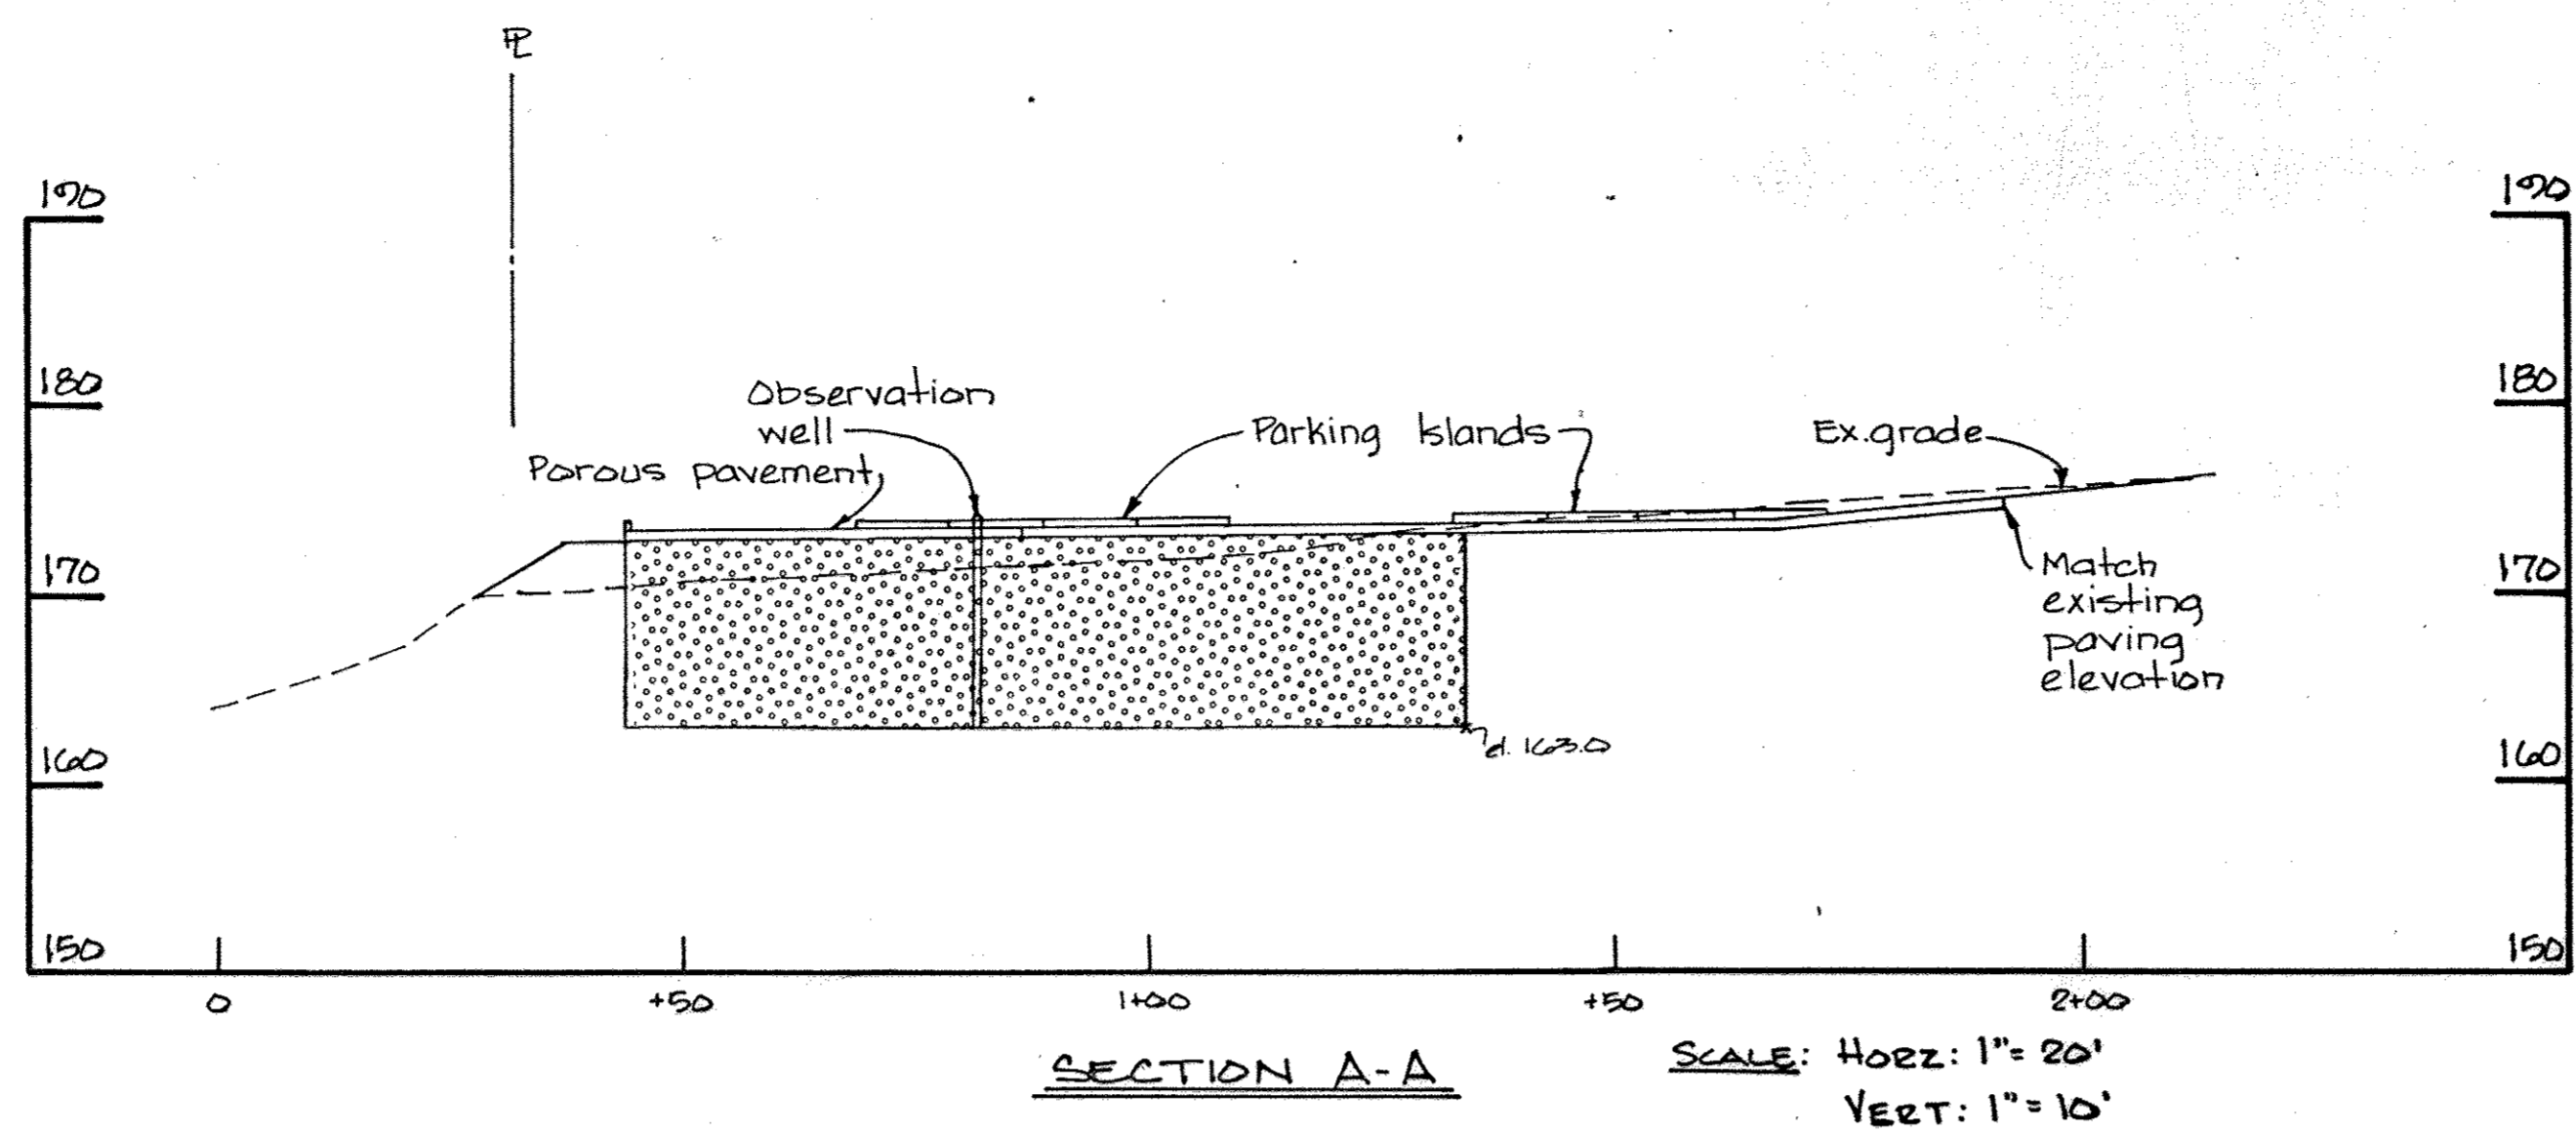 PL
190
190
180
180
Observation
well
Parking Islands
Ex.grade
Porous pavement
170
170
Match
existing
paving
elevation
el. 163.0
160
160
150
150
0
+50
1+00
+50
2+00
SECTION A-A
SCALE: HORZ: 1"= 20'
VERT: 1"= 10'